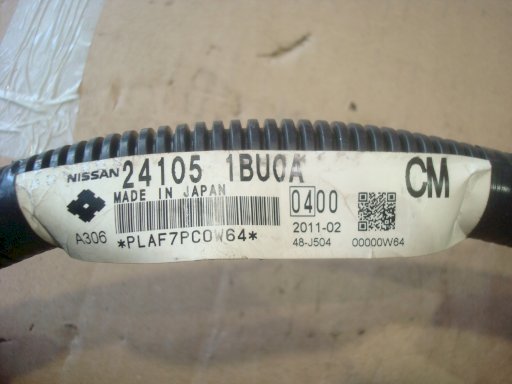 NISSAN 24105 1BU0A CM
MADE IN JAPAN 0400
A306 *PLAF7PC0W64* 2011-02
48-J504 00000W64